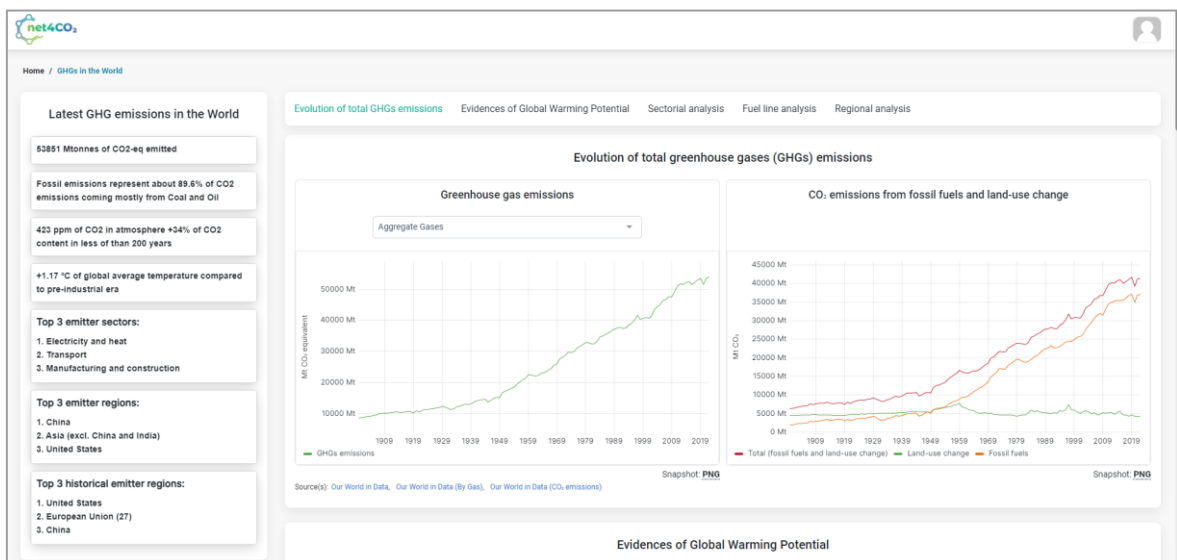 net4CO₂
Home / GHGs in the World
Latest GHG emissions in the World
53851 Mtonnes of CO2-eq emitted
Fossil emissions represent about 89.6% of CO2
emissions coming mostly from Coal and Oil
423 ppm of CO2 in atmosphere +34% of CO2
content in less of than 200 years
+1.17 ºC of global average temperature compared
to pre-industrial era
Top 3 emitter sectors:
1. Electricity and heat
2. Transport
3. Manufacturing and construction
Top 3 emitter regions:
1. China
2. Asia (excl. China and India)
3. United States
Top 3 historical emitter regions:
1. United States
2. European Union (27)
3. China
Evolution of total GHGs emissions Evidences of Global Warming Potential Sectorial analysis Fuel line analysis Regional analysis
Evolution of total greenhouse gases (GHGs) emissions
Greenhouse gas emissions
Aggregate Gases
Mt CO₂ equivalent
50000 Mt
40000 Mt
30000 Mt
20000 Mt
10000 Mt
1909 1919 1929 1939 1949 1959 1969 1979 1989 1999 2009 2019
GHGs emissions
Snapshot: PNG
Source(s): Our World in Data, Our World in Data (By Gas), Our World in Data (CO₂ emissions)
CO₂ emissions from fossil fuels and land-use change
Mt CO₂
45000 Mt
40000 Mt
35000 Mt
30000 Mt
25000 Mt
20000 Mt
15000 Mt
10000 Mt
5000 Mt
0 Mt
1909 1919 1929 1939 1949 1959 1969 1979 1989 1999 2009 2019
Total (fossil fuels and land-use change) Land-use change Fossil fuels
Snapshot: PNG
Evidences of Global Warming Potential